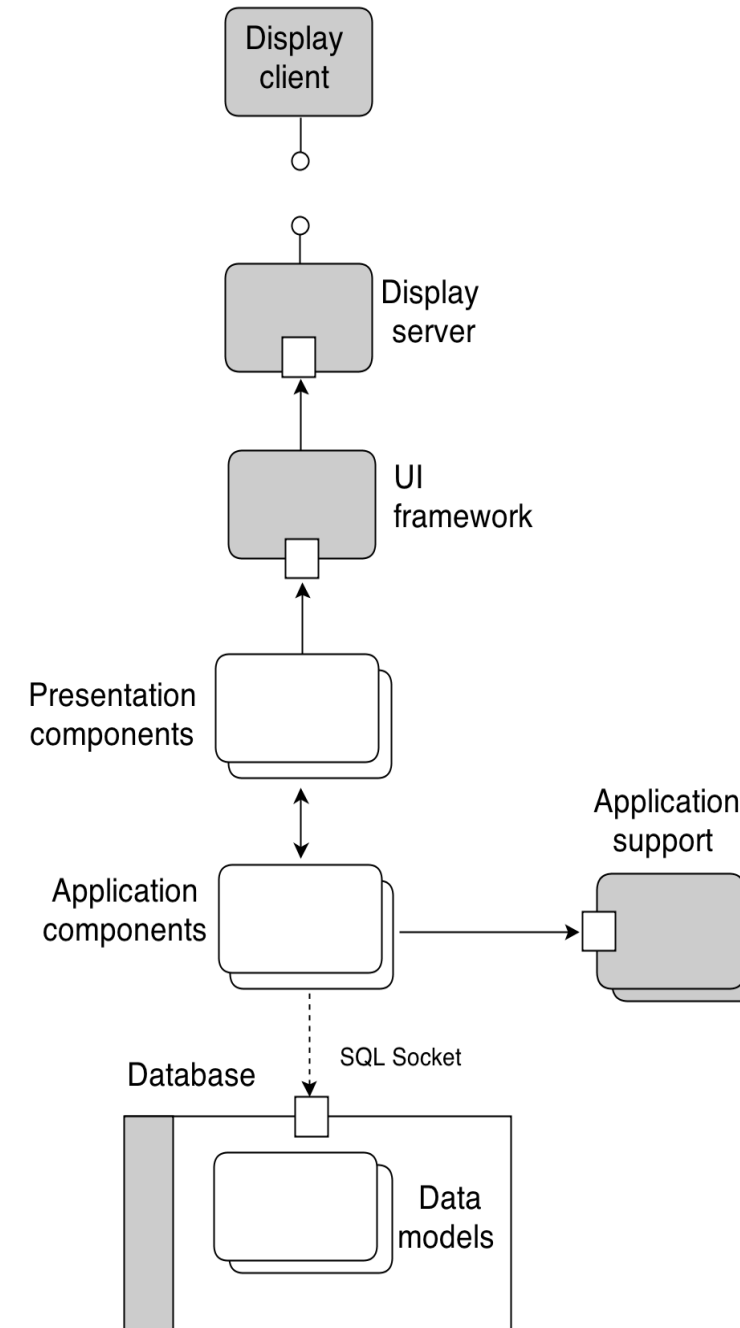 Display
client
Display
server
UI
framework
Presentation
components
Application
support
Application
components
SQL Socket
Database
Data
models